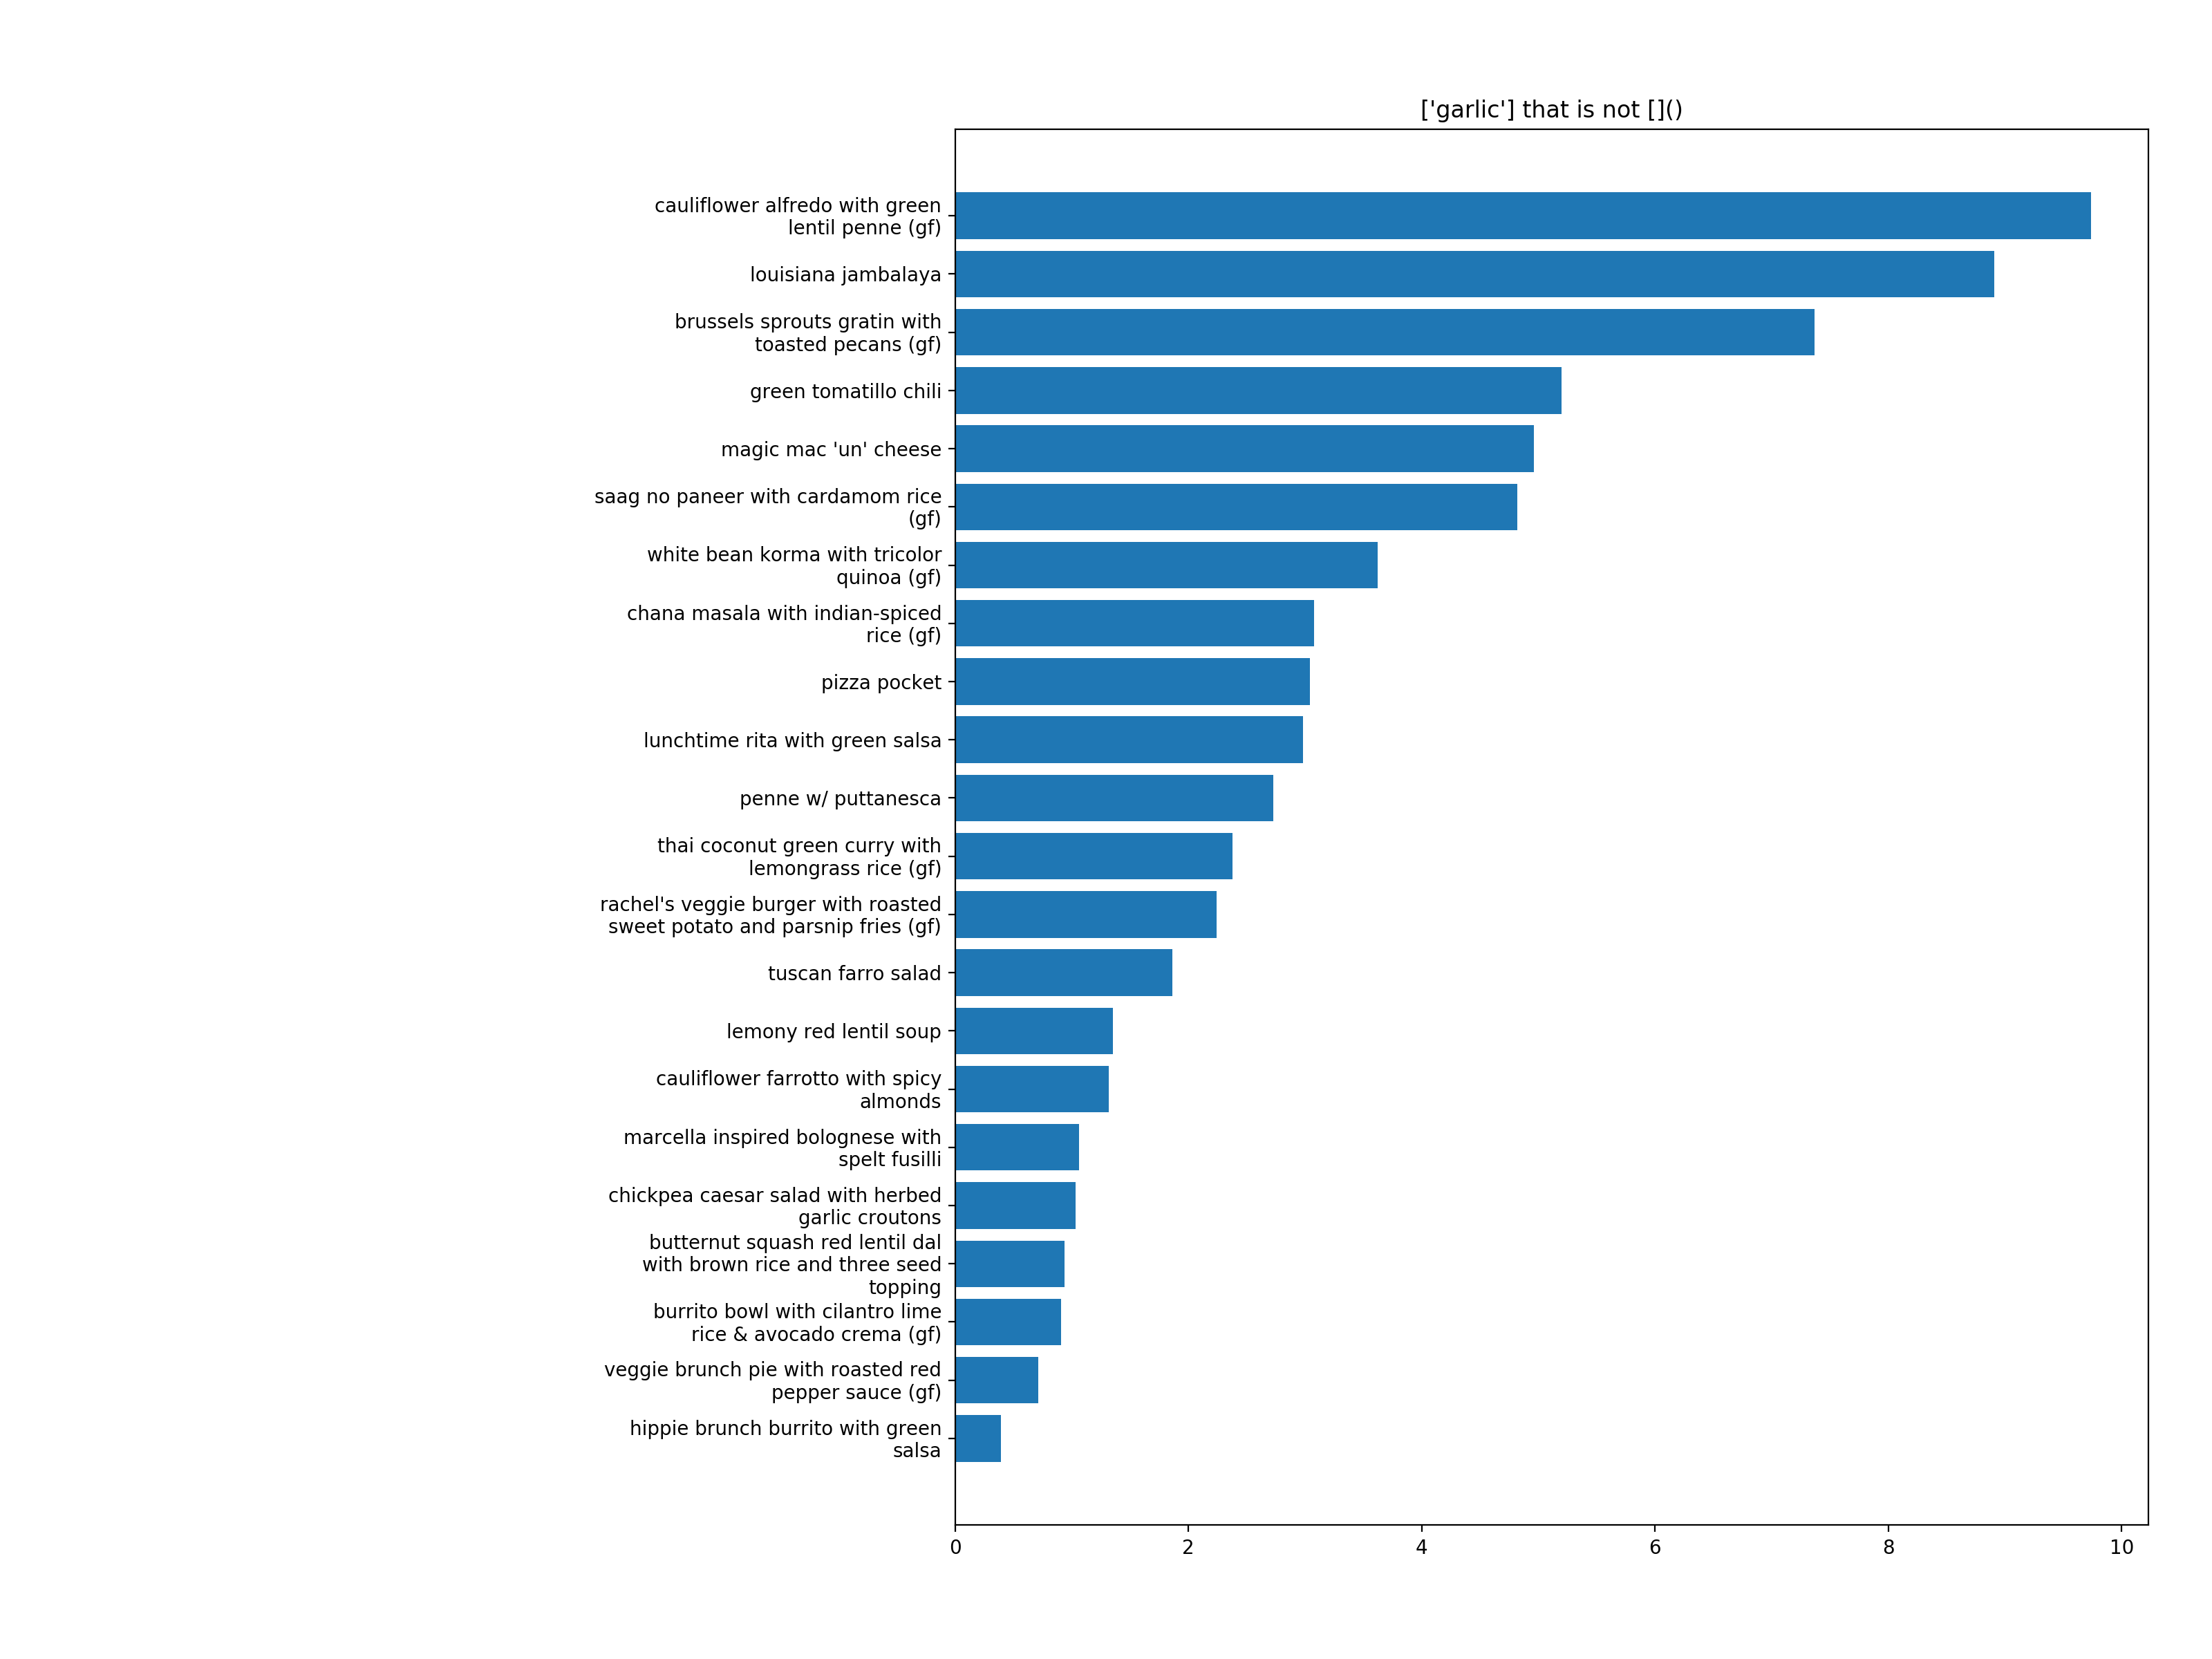 ['garlic'] that is not []()
cauliflower alfredo with green
lentil penne (gf)
louisiana jambalaya
brussels sprouts gratin with
toasted pecans (gf)
green tomatillo chili
magic mac 'un' cheese
saag no paneer with cardamom rice
(gf)
white bean korma with tricolor
quinoa (gf)
chana masala with indian-spiced
rice (gf)
pizza pocket
lunchtime rita with green salsa
penne w/ puttanesca
thai coconut green curry with
lemongrass rice (gf)
rachel's veggie burger with roasted
sweet potato and parsnip fries (gf)
tuscan farro salad
lemony red lentil soup
cauliflower farrotto with spicy
almonds
marcella inspired bolognese with
spelt fusilli
chickpea caesar salad with herbed
garlic croutons
butternut squash red lentil dal
with brown rice and three seed
topping
burrito bowl with cilantro lime
rice & avocado crema (gf)
veggie brunch pie with roasted red
pepper sauce (gf)
hippie brunch burrito with green
salsa
0 2 4 6 8 10